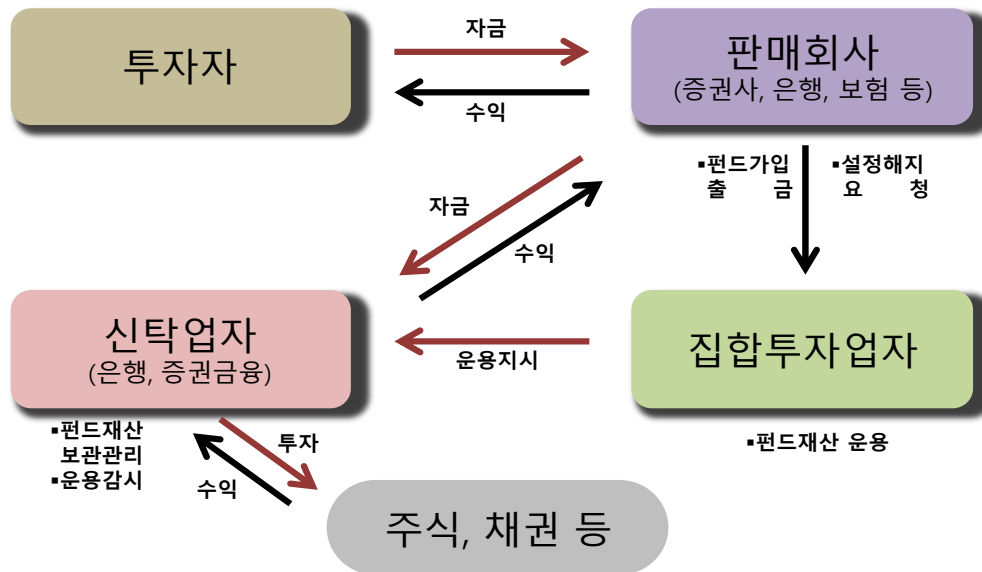 투자자
자금
수익
판매회사
(증권사, 은행, 보험 등)
▪펀드가입
출 금
▪설정해지
요 청
자금
수익
신탁업자
(은행, 증권금융)
운용지시
집합투자업자
▪펀드재산
보관관리
▪운용감시
투자
수익
▪펀드재산 운용
주식, 채권 등